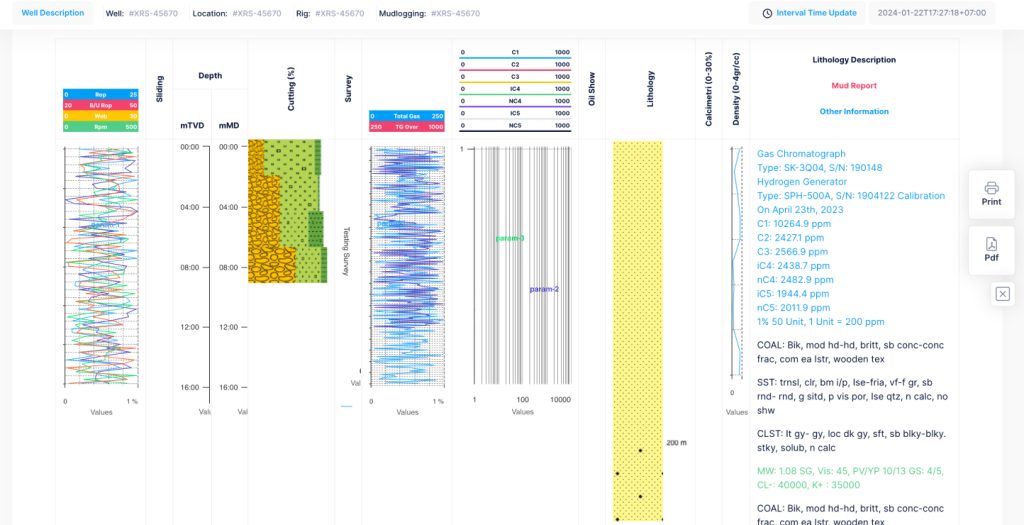 Well Description
Well: #XRS-45670
Location: #XRS-45670
Rig: #XRS-45670
Mudlogging: #XRS-45670
Interval Time Update
2024-01-22T17:27:18+07:00
0 Rop 25
20 B/U Rop 50
0 Wob 30
0 Rpm 500
Sliding
Depth
mTVD
mMD
Cutting (%)
Survey
0 Total Gas 250
250 TG Over 1000
0 C1 1000
0 C2 1000
0 C3 1000
0 IC4 1000
0 NC4 1000
0 IC5 1000
0 NC5 1000
Oil Show
Lithology
Calcimetri (0-30%)
Density (0-4gr/cc)
Lithology Description
Mud Report
Other Information
00:00
04:00
08:00
12:00
16:00
00:00
04:00
08:00
12:00
16:00
0 1 %
Values
Testing Survey
0 1 %
Values
1
param-3
param-2
1 100 10000
Values
200 m
0
Values
Gas Chromatograph
Type: SK-3Q04, S/N: 190148
Hydrogen Generator
Type: SPH-500A, S/N: 1904122 Calibration
On April 23th, 2023
C1: 10264.9 ppm
C2: 2427.1 ppm
C3: 2566.9 ppm
iC4: 2438.7 ppm
nC4: 2482.9 ppm
iC5: 1944.4 ppm
nC5: 2011.9 ppm
1% 50 Unit, 1 Unit = 200 ppm
COAL: Bik, mod hd-hd, britt, sb conc-conc
frac, com ea lstr, wooden tex
SST: trnsl, clr, bm i/p, lse-fria, vf-f gr, sb
rnd- rnd, g sitd, p vis por, lse qtz, n calc, no
shw
CLST: lt gy- gy, loc dk gy, sft, sb blky-blky.
stky, solub, n calc
MW: 1.08 SG, Vis: 45, PV/YP 10/13 GS: 4/5,
CL-: 40000, K+ : 35000
COAL: Bik, mod hd-hd, britt, sb conc-conc
frac, com ea lstr, wooden tex
Print
Pdf